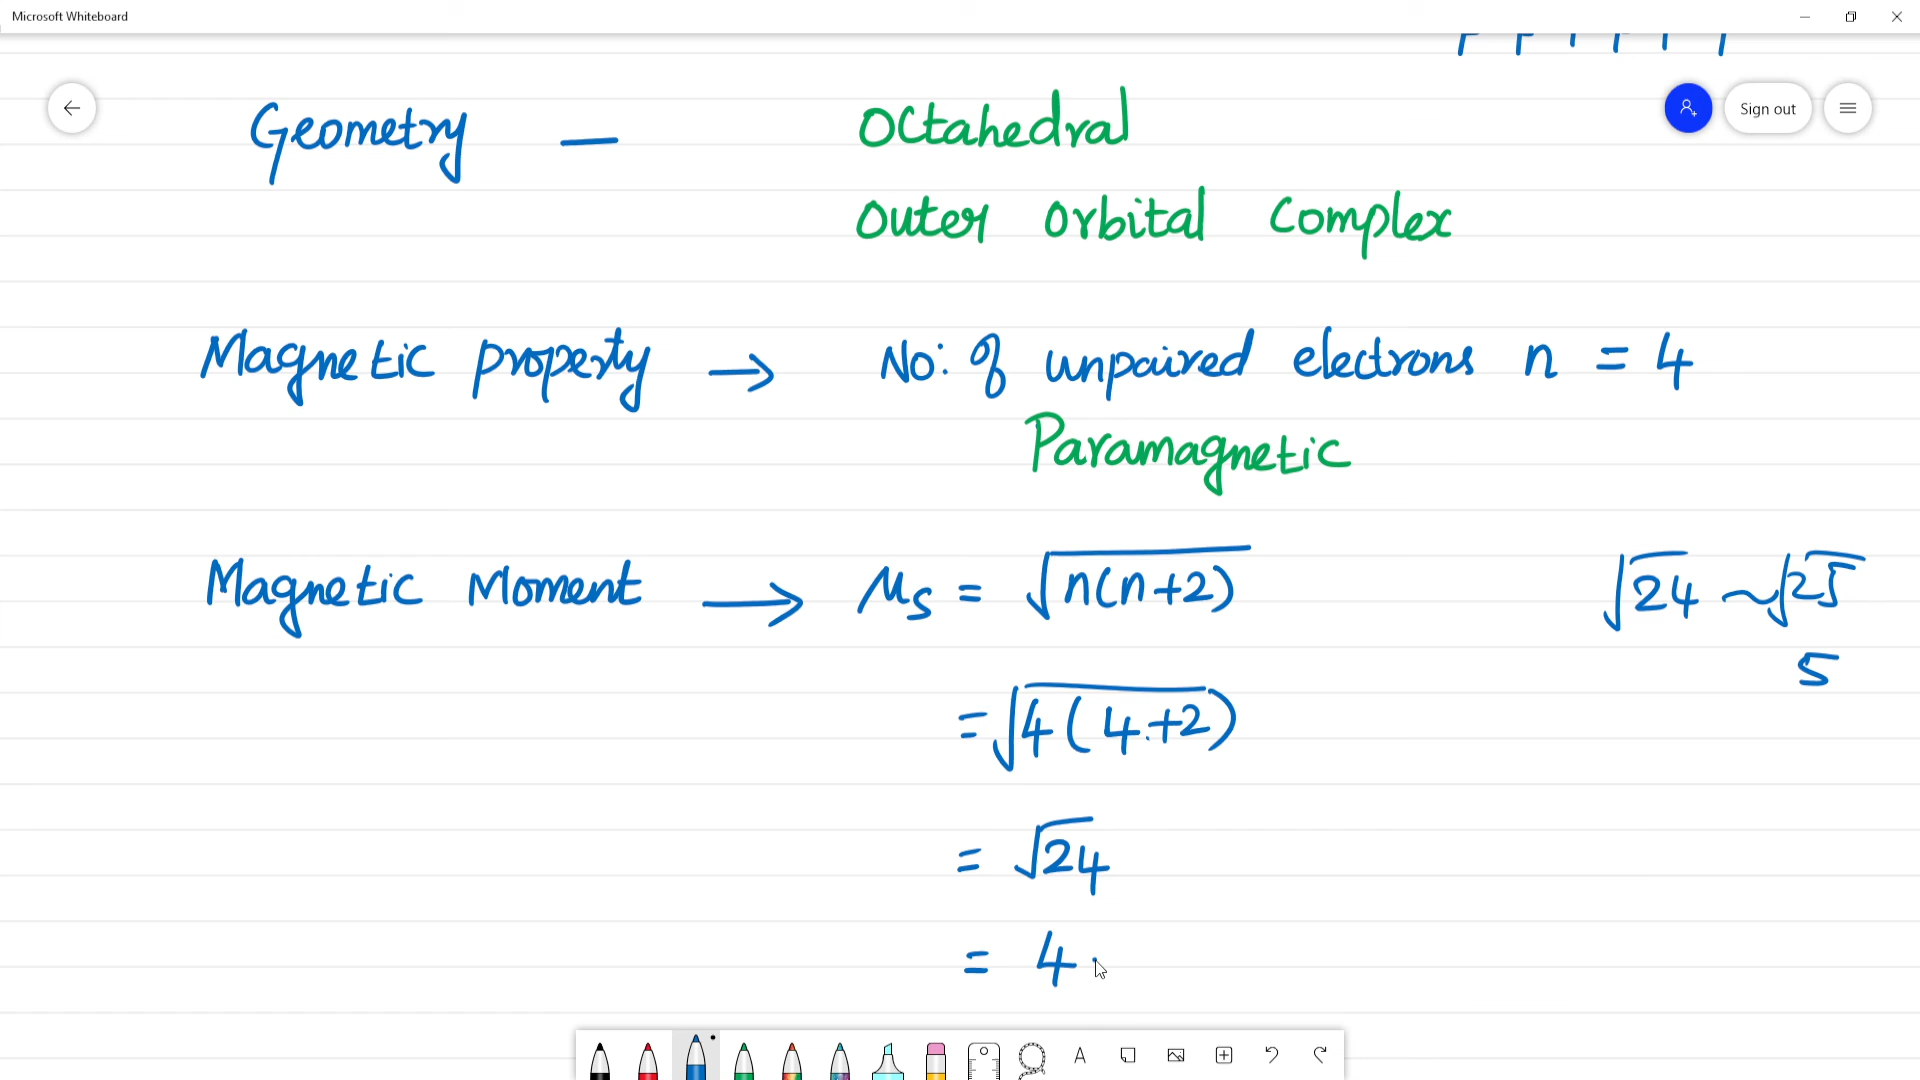 Microsoft Whiteboard
Sign out
Geometry — Octahedral
Outer orbital Complex
Magnetic property → No: of unpaired electrons n = 4
Paramagnetic
Magnetic Moment → μs = √n(n+2)
√24 ~ √25
5
= √4(4+2)
= √24
= 4.
A